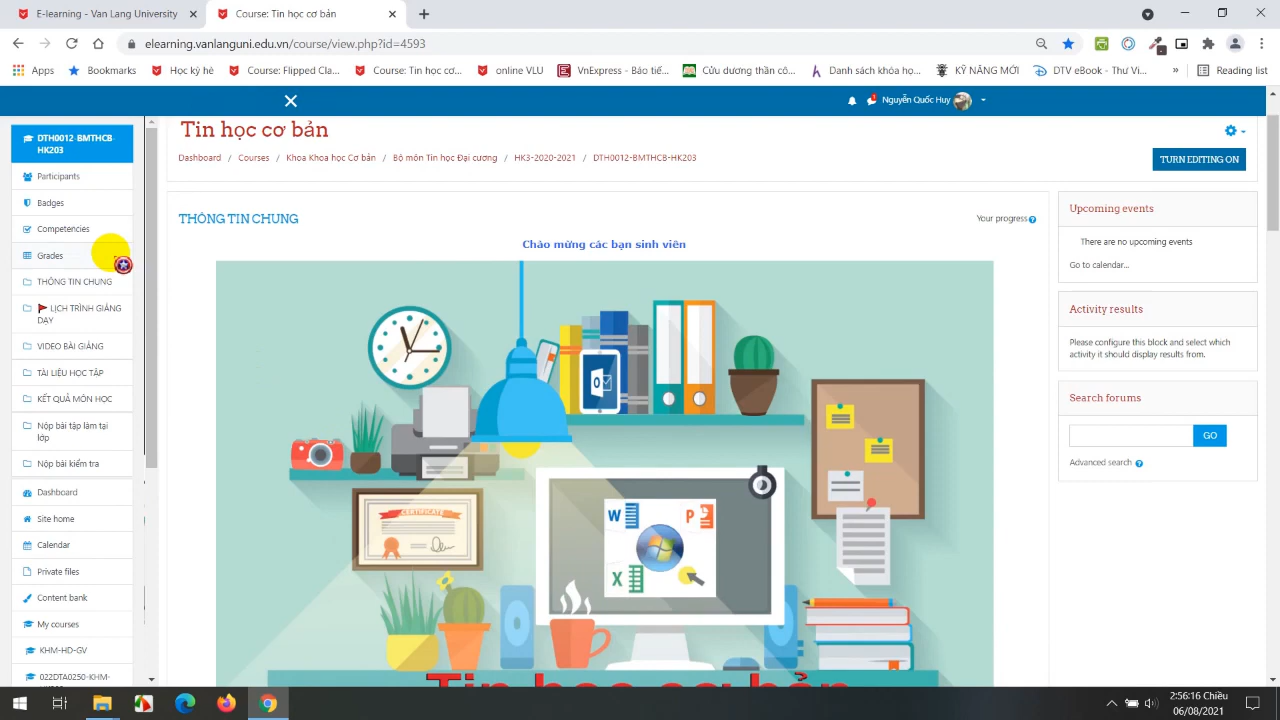 E-learning - Van Lang University
Course: Tin học cơ bản
elearning.vanlanguni.edu.vn/course/view.php?id=4593
Apps
Bookmarks
Học kỳ hè
Course: Flipped Cla...
Course: Tin học cơ...
online VLU
VnExpress - Báo tiế...
Cửu dương thần cô...
Danh sách khóa họ...
KỸ NĂNG MỚI
DTV eBook - Thư Vi...
»
Reading list
Nguyễn Quốc Huy
DTH0012-BMTHCB-
HK203
Participants
Badges
Competencies
Grades
THÔNG TIN CHUNG
LỊCH TRÌNH GIẢNG
DẠY
VIDEO BÀI GIẢNG
TÀI LIỆU HỌC TẬP
KẾT QUẢ MÔN HỌC
Nộp bài tập làm tại
lớp
Nộp bài kiểm tra
Dashboard
Site home
Calendar
Private files
Content bank
My courses
KHM-HD-GV
022DTA0250-KHM-
Tin học cơ bản
Dashboard / Courses / Khoa Khoa học Cơ bản / Bộ môn Tin học Đại cương / HK3-2020-2021 / DTH0012-BMTHCB-HK203
TURN EDITING ON
THÔNG TIN CHUNG
Your progress
Chào mừng các bạn sinh viên
CERTIFICATE
W
P
X
Tin học cơ bản
Upcoming events
There are no upcoming events
Go to calendar...
Activity results
Please configure this block and select which
activity it should display results from.
Search forums
GO
Advanced search
2:56:16 Chiều
06/08/2021